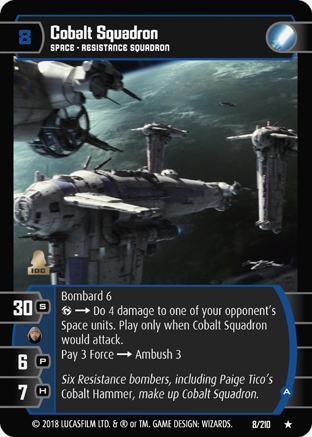 8
Cobalt Squadron
SPACE - RESISTANCE SQUADRON
IDC
30 S
6 P
7 H
Bombard 6
→ Do 4 damage to one of your opponent's
Space units. Play only when Cobalt Squadron
would attack.
Pay 3 Force → Ambush 3
Six Resistance bombers, including Paige Tico's
Cobalt Hammer, make up Cobalt Squadron.
A
© 2018 LUCASFILM LTD. & ® or TM. GAME DESIGN: WIZARDS.
8/210 ★